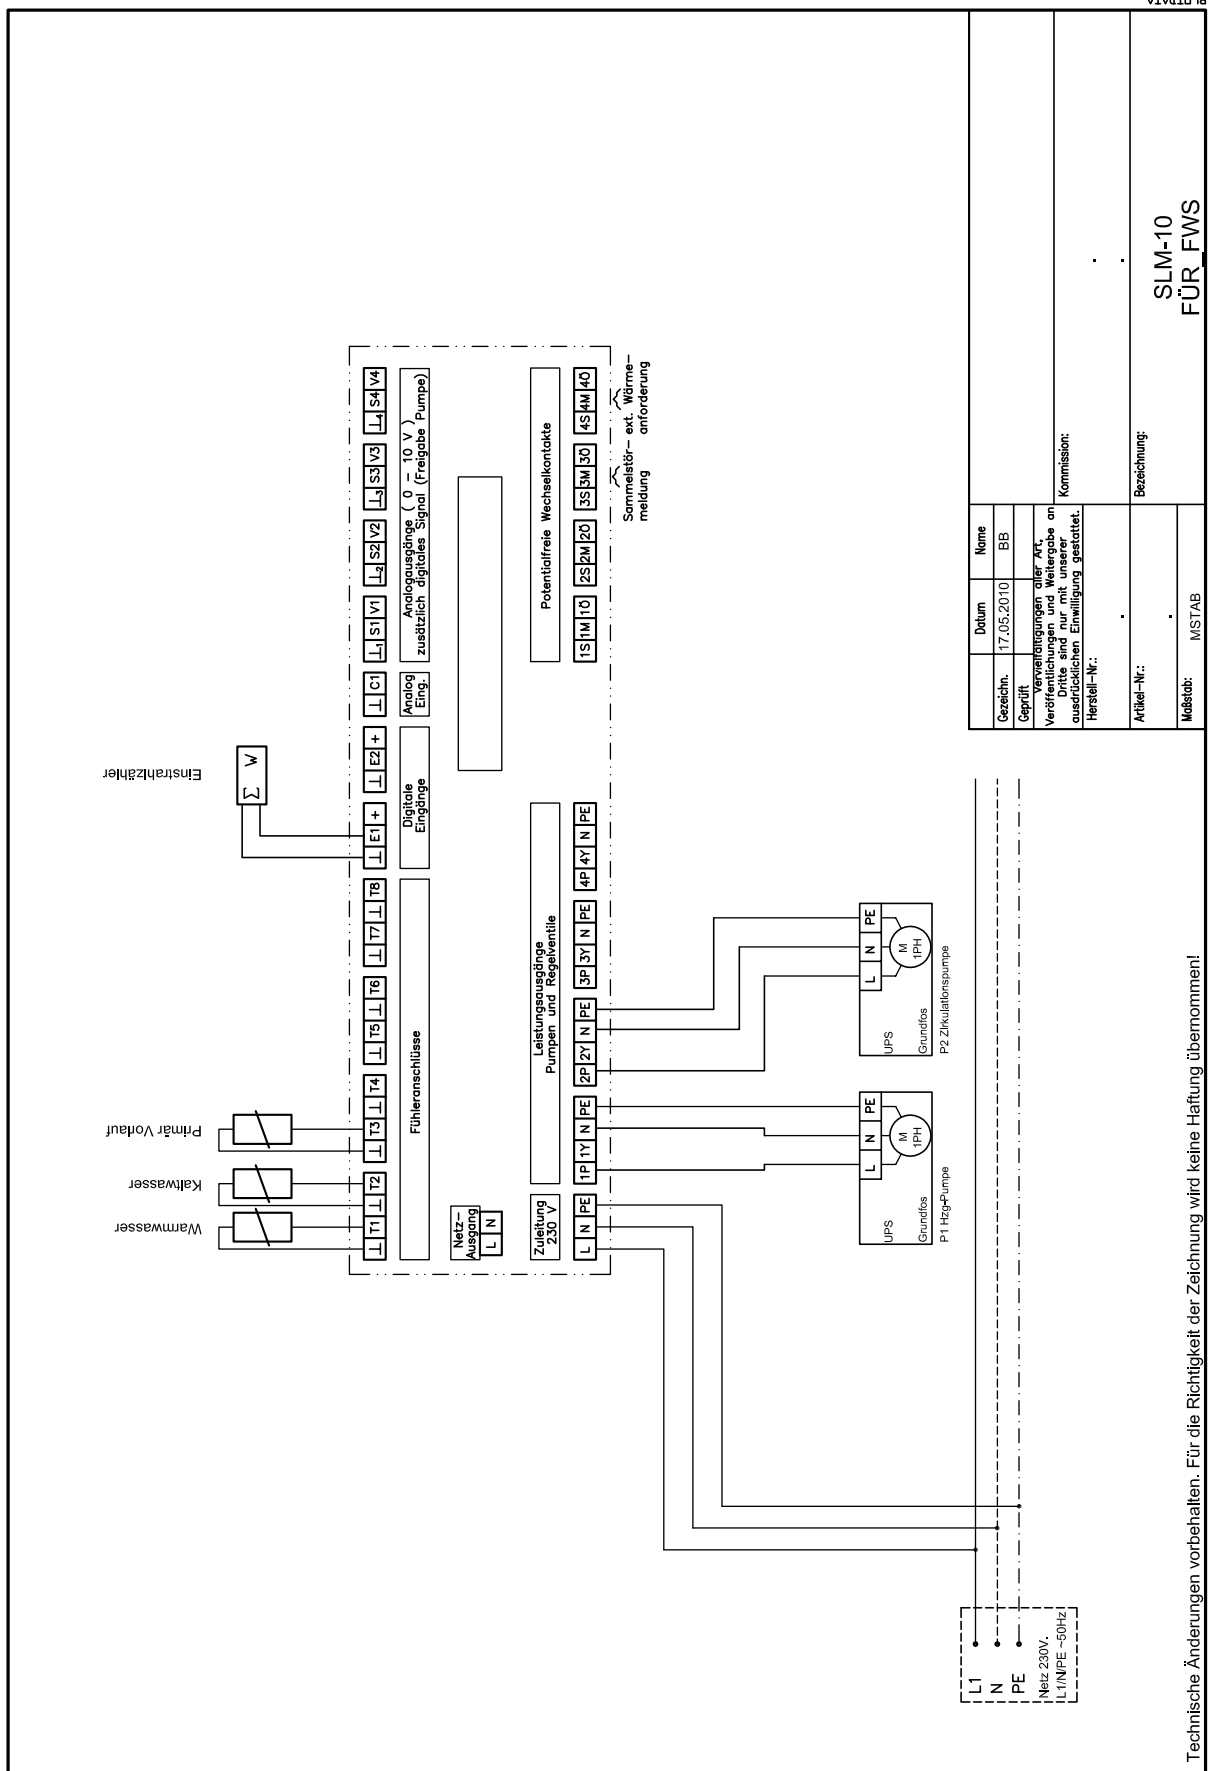 Warmwasser
Kaltwasser
Primär Vorlauf
Einstrahlzähler
Σ W
⊥ T1 ⊥ T2
⊥ T3 ⊥ T4
⊥ T5 ⊥ T6
⊥ T7 ⊥ T8
⊥ E1 +
⊥ E2 +
⊥ C1
⊥1 S1 V1
⊥2 S2 V2
⊥3 S3 V3
⊥4 S4 V4
Fühleranschlüsse
Digitale
Eingänge
Analog
Eing.
Analogausgänge ( 0 – 10 V )
zusätzlich digitales Signal (Freigabe Pumpe)
Netz–
Ausgang
L N
Zuleitung
230 V
Leistungsausgänge
Pumpen und Regelventile
Potentialfreie Wechselkontakte
L N PE
1P 1Y N PE
2P 2Y N PE
3P 3Y N PE
4P 4Y N PE
1S 1M 1Ö
2S 2M 2Ö
3S 3M 3Ö
4S 4M 4Ö
Sammelstör–
meldung
ext. Wärme–
anforderung
L N PE
M
1PH
UPS
Grundfos
P1 Hzg-Pumpe
L N PE
M
1PH
UPS
Grundfos
P2 Zirkulationspumpe
L1
N
PE
Netz 230V.
L1/N/PE ~50Hz
Datum Name
Gezeichn. 17.05.2010 BB
Geprüft
Vervielfältigungen aller Art,
Veröffentlichungen und Weitergabe an
Dritte sind nur mit unserer
ausdrücklichen Einwilligung gestattet.
Herstell–Nr.:
Artikel–Nr.:
Maßstab:
MSTAB
Kommission:
Bezeichnung:
SLM-10
FÜR_FWS
Technische Änderungen vorbehalten. Für die Richtigkeit der Zeichnung wird keine Haftung übernommen!